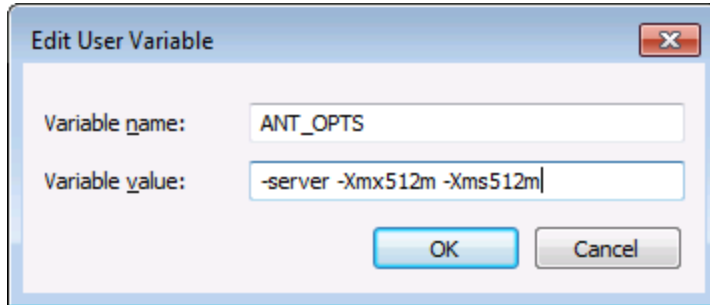 Edit User Variable
Variable name: ANT_OPTS
Variable value: -server -Xmx512m -Xms512m
OK Cancel